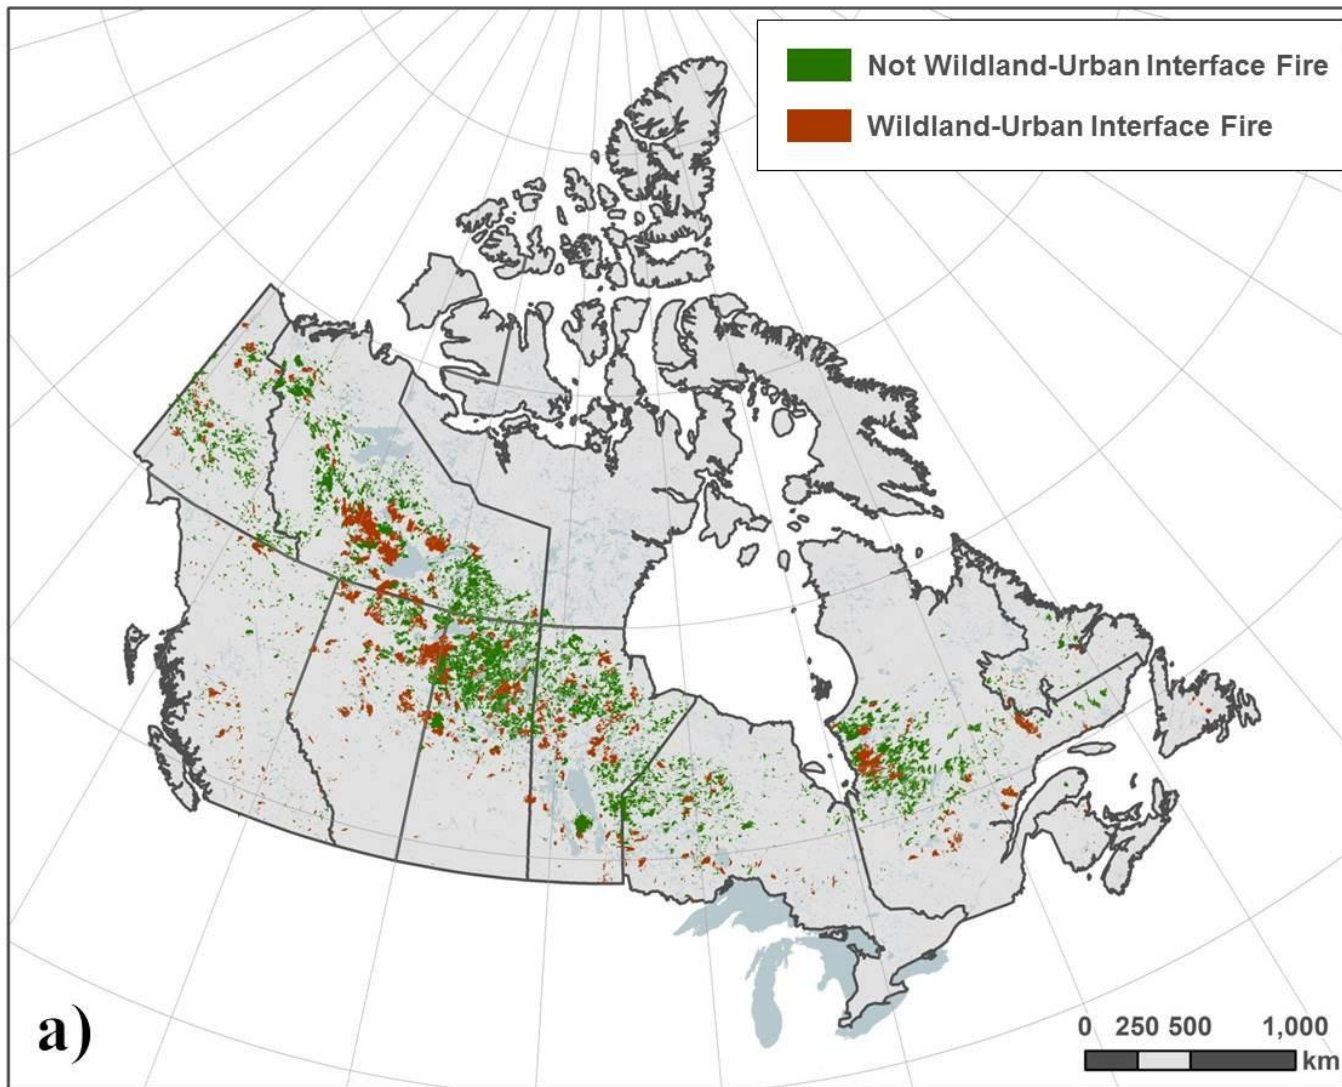 Not Wildland-Urban Interface Fire
Wildland-Urban Interface Fire
a)
0 250 500 1,000
km